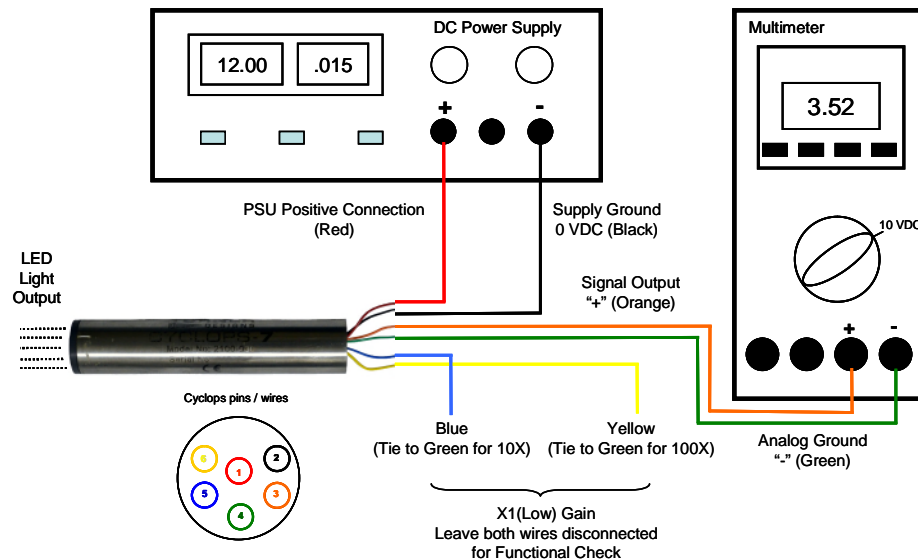 DC Power Supply
12.00
.015
+
-
Multimeter
3.52
10 VDC
+
-
PSU Positive Connection
(Red)
Supply Ground
0 VDC (Black)
LED
Light
Output
Signal Output
“+” (Orange)
CYCLOPS-7
Cyclops pins / wires
6
1
2
5
3
4
Blue
(Tie to Green for 10X)
Yellow
(Tie to Green for 100X)
Analog Ground
“-” (Green)
X1(Low) Gain
Leave both wires disconnected
for Functional Check